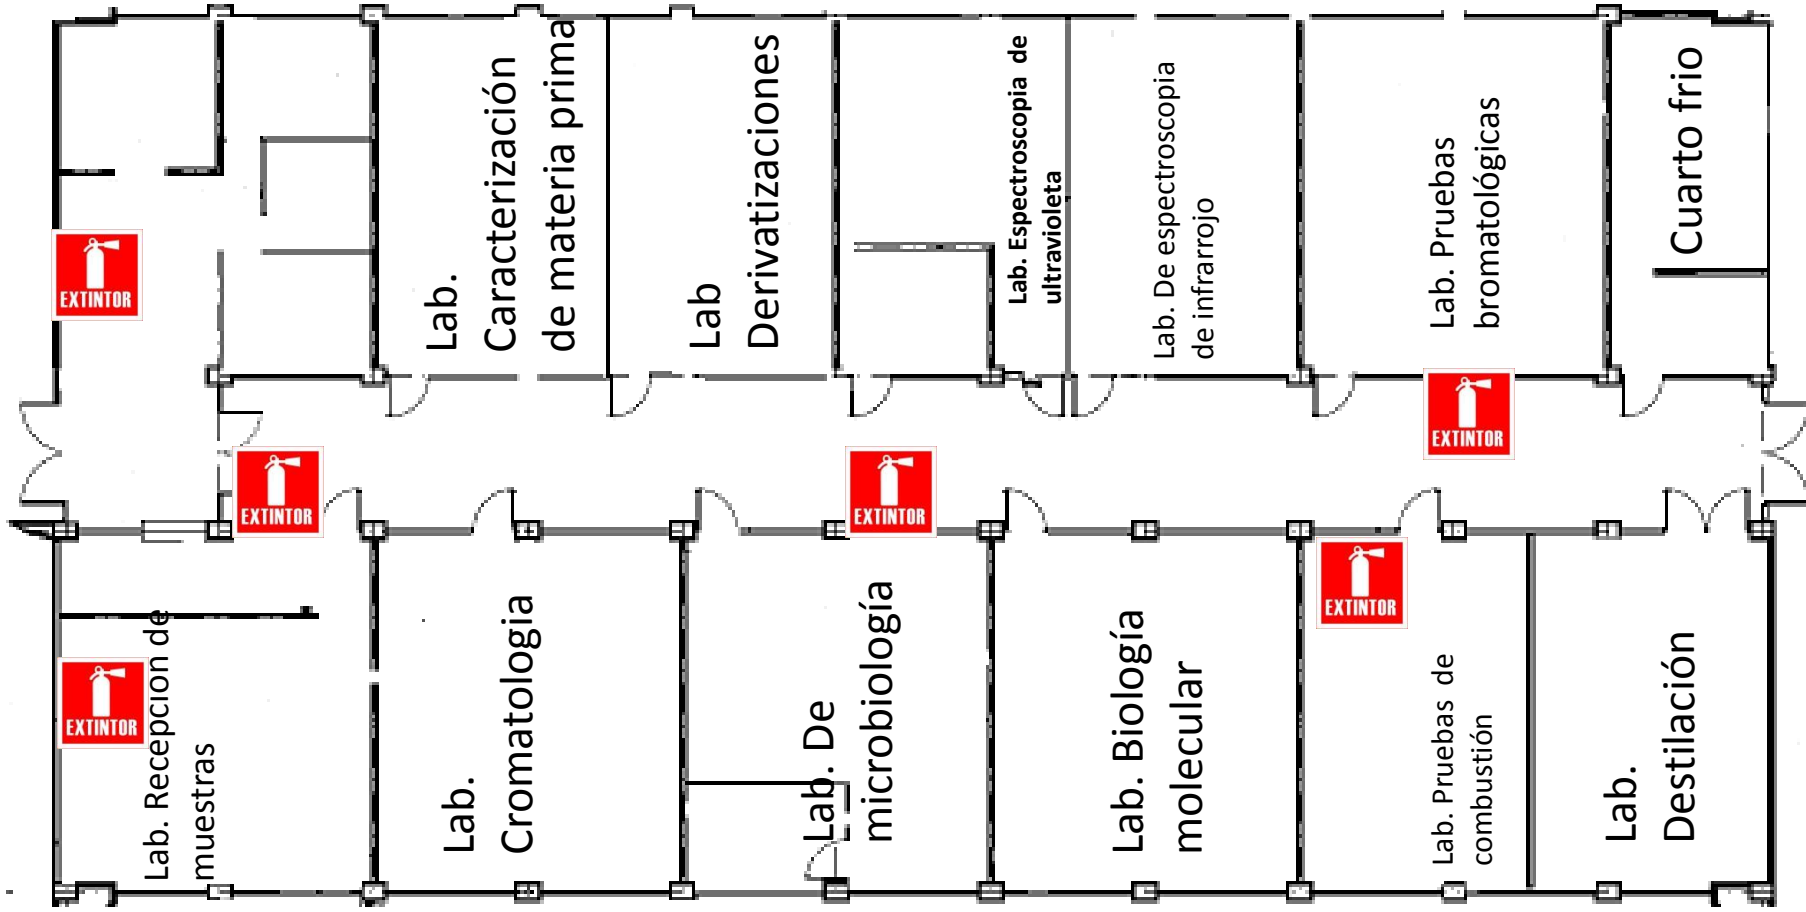 Lab.
Caracterización
de materia prima
Lab
Derivatizaciones
Lab. Espectroscopia de
ultravioleta
Lab. De espectroscopia
de infrarrojo
Lab. Pruebas
bromatológicas
Cuarto frio
EXTINTOR
EXTINTOR
EXTINTOR
EXTINTOR
EXTINTOR
EXTINTOR
Lab. Recepcion de
muestras
Lab.
Cromatologia
Lab. De
microbiología
Lab. Biología
molecular
Lab. Pruebas de
combustión
Lab.
Destilación